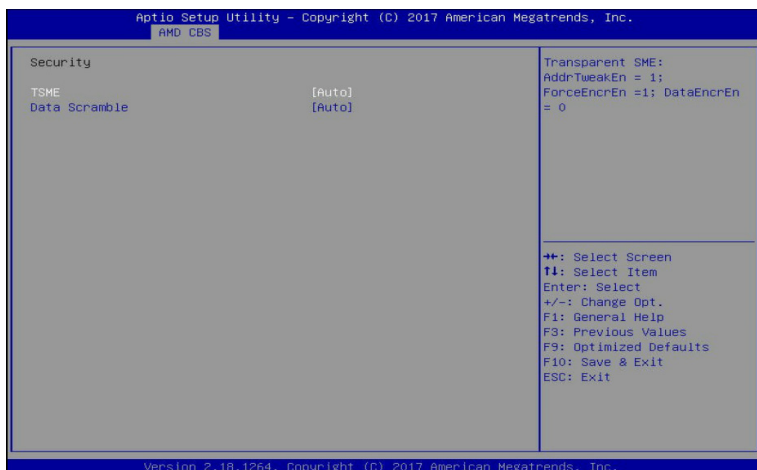 Aptio Setup Utility – Copyright (C) 2017 American Megatrends, Inc.
AMD CBS
Security
TSME [Auto]
Data Scramble [Auto]
Transparent SME:
AddrTweakEn = 1;
ForceEncrEn =1; DataEncrEn
= 0
→←: Select Screen
↑↓: Select Item
Enter: Select
+/-: Change Opt.
F1: General Help
F3: Previous Values
F9: Optimized Defaults
F10: Save & Exit
ESC: Exit
Version 2.18.1264. Copyright (C) 2017 American Megatrends, Inc.